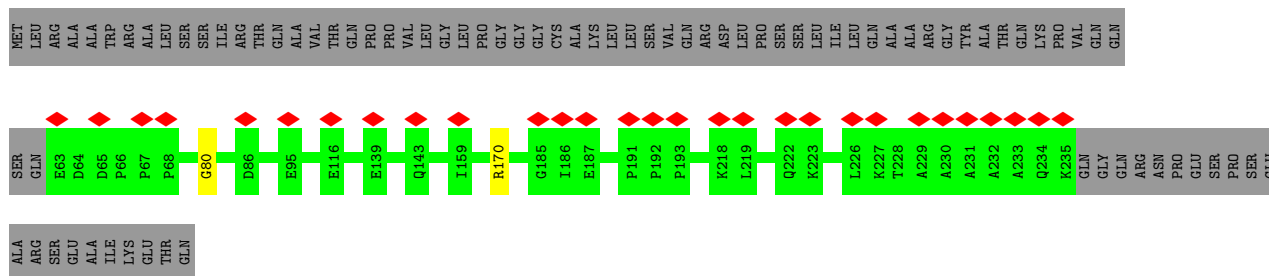 MET LEU ARG ALA ALA TRP ARG ALA LEU SER SER ILE ARG THR GLN ALA VAL THR GLN PRO PRO VAL LEU GLY LEU PRO GLY GLY GLY CYS ALA LYS LEU LEU SER VAL GLN ARG ASP LEU PRO SER SER LEU ILE LEU GLN ALA ALA ARG GLY TYR ALA THR GLN LYS PRO VAL GLN GLN
SER GLN E63 D64 D65 P66 P67 P68 G80 D86 E95 E116 E139 Q143 I159 R170 G185 I186 E187 P191 P192 P193 K218 L219 Q222 K223 L226 K227 T228 A229 A230 A231 A232 A233 Q234 K235 GLN GLY GLN ARG ASN PRO GLU SER PRO SER GLU
ALA ARG SER GLU ALA ILE LYS GLU THR GLN